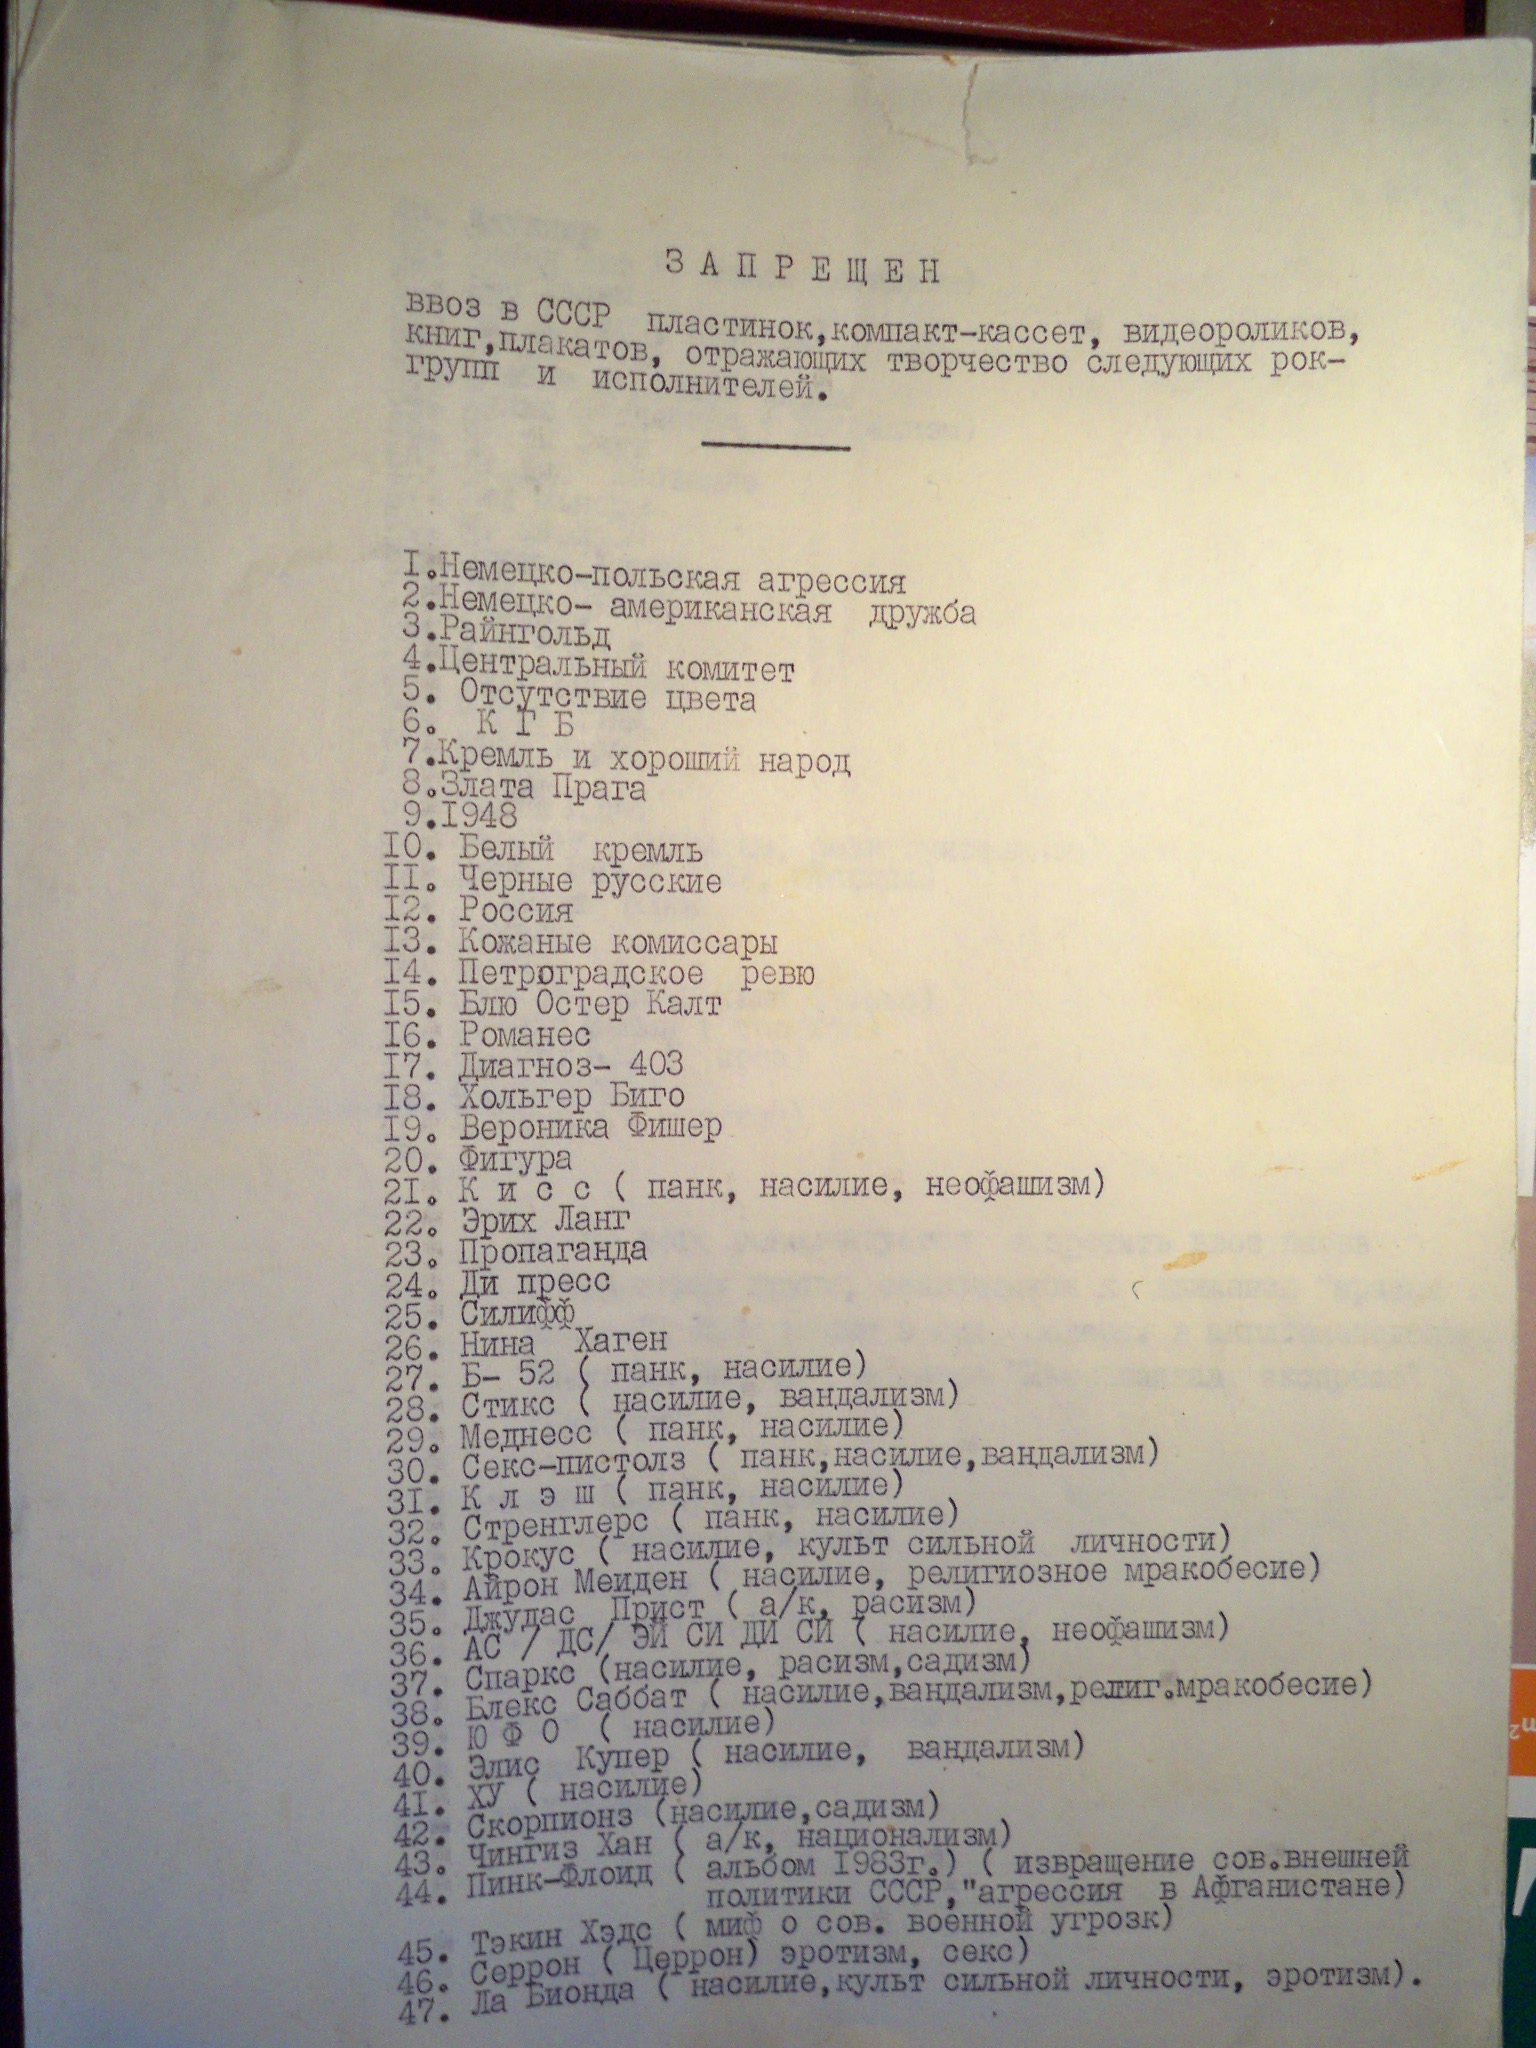 ЗАПРЕЩЕН
ввоз в СССР пластинок,компакт-кассет, видеороликов,
книг,плакатов, отражающих творчество следующих рок-
групп и исполнителей.
I.Немецко-польская агрессия
2.Немецко- американская дружба
3.Райнгольд
4.Центральный комитет
5. Отсутствие цвета
6. К Г Б
7.Кремль и хороший народ
8.Злата Прага
9.I948
I0. Белый кремль
II. Черные русские
I2. Россия
I3. Кожаные комиссары
I4. Петроградское ревю
I5. Блю Остер Калт
I6. Романес
I7. Диагноз- 403
I8. Хольгер Биго
I9. Вероника Фишер
20. Фигура
2I. К и с с ( панк, насилие, неофашизм)
22. Эрих Ланг
23. Пропаганда
24. Ди пресс
25. Силифф
26. Нина Хаген
27. Б- 52 ( панк, насилие)
28. Стикс ( насилие, вандализм)
29. Меднесс ( панк, насилие)
30. Секс-пистолз ( панк,насилие,вандализм)
3I. К л э ш ( панк, насилие)
32. Стренглерс ( панк, насилие)
33. Крокус ( насилие, культ сильной личности)
34. Айрон Меиден ( насилие, религиозное мракобесие)
35. Джудас Прист ( а/к, расизм)
36. АС / ДС/ ЭЙ СИ ДИ СИ ( насилие, неофашизм)
37. Спаркс (насилие, расизм,садизм)
38. Блекс Саббат ( насилие,вандализм,религ.мракобесие)
39. Ю Ф О ( насилие)
40. Элис Купер ( насилие, вандализм)
4I. ХУ ( насилие)
42. Скорпионз (насилие,садизм)
43. Чингиз Хан ( а/к, национализм)
44. Пинк-Флоид ( альбом I983г.) ( извращение сов.внешней
политики СССР,"агрессия в Афганистане)
45. Тэкин Хэдс ( миф о сов. военной угрозк)
46. Серрон ( Церрон) эротизм, секс)
47. Ла Бионда ( насилие,культ сильной личности, эротизм).